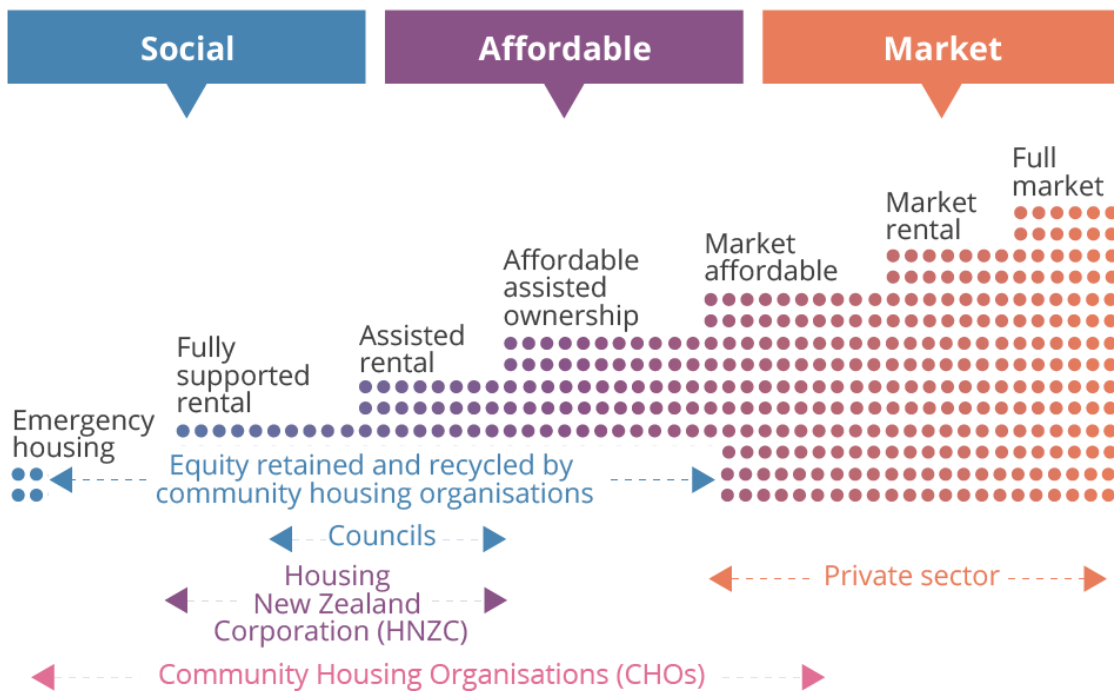 Social
Affordable
Market
Emergency
housing
Fully
supported
rental
Assisted
rental
Affordable
assisted
ownership
Market
affordable
Market
rental
Full
market
Equity retained and recycled by
community housing organisations
Councils
Housing
New Zealand
Corporation (HNZC)
Private sector
Community Housing Organisations (CHOs)